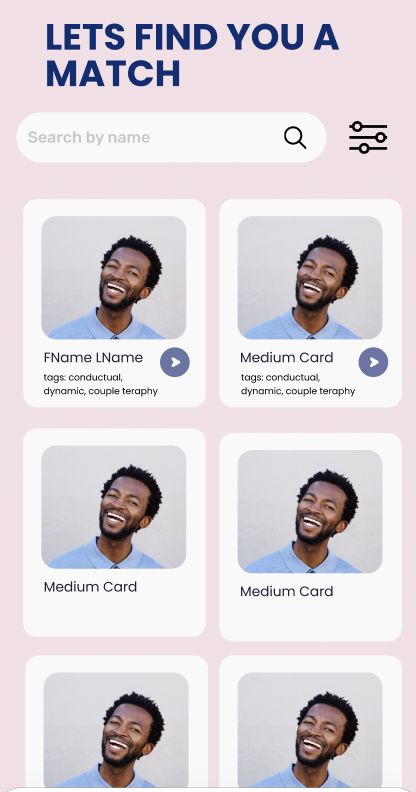 LETS FIND YOU A
MATCH
Search by name
FName LName
tags: conductual,
dynamic, couple teraphy
Medium Card
tags: conductual,
dynamic, couple teraphy
Medium Card
Medium Card